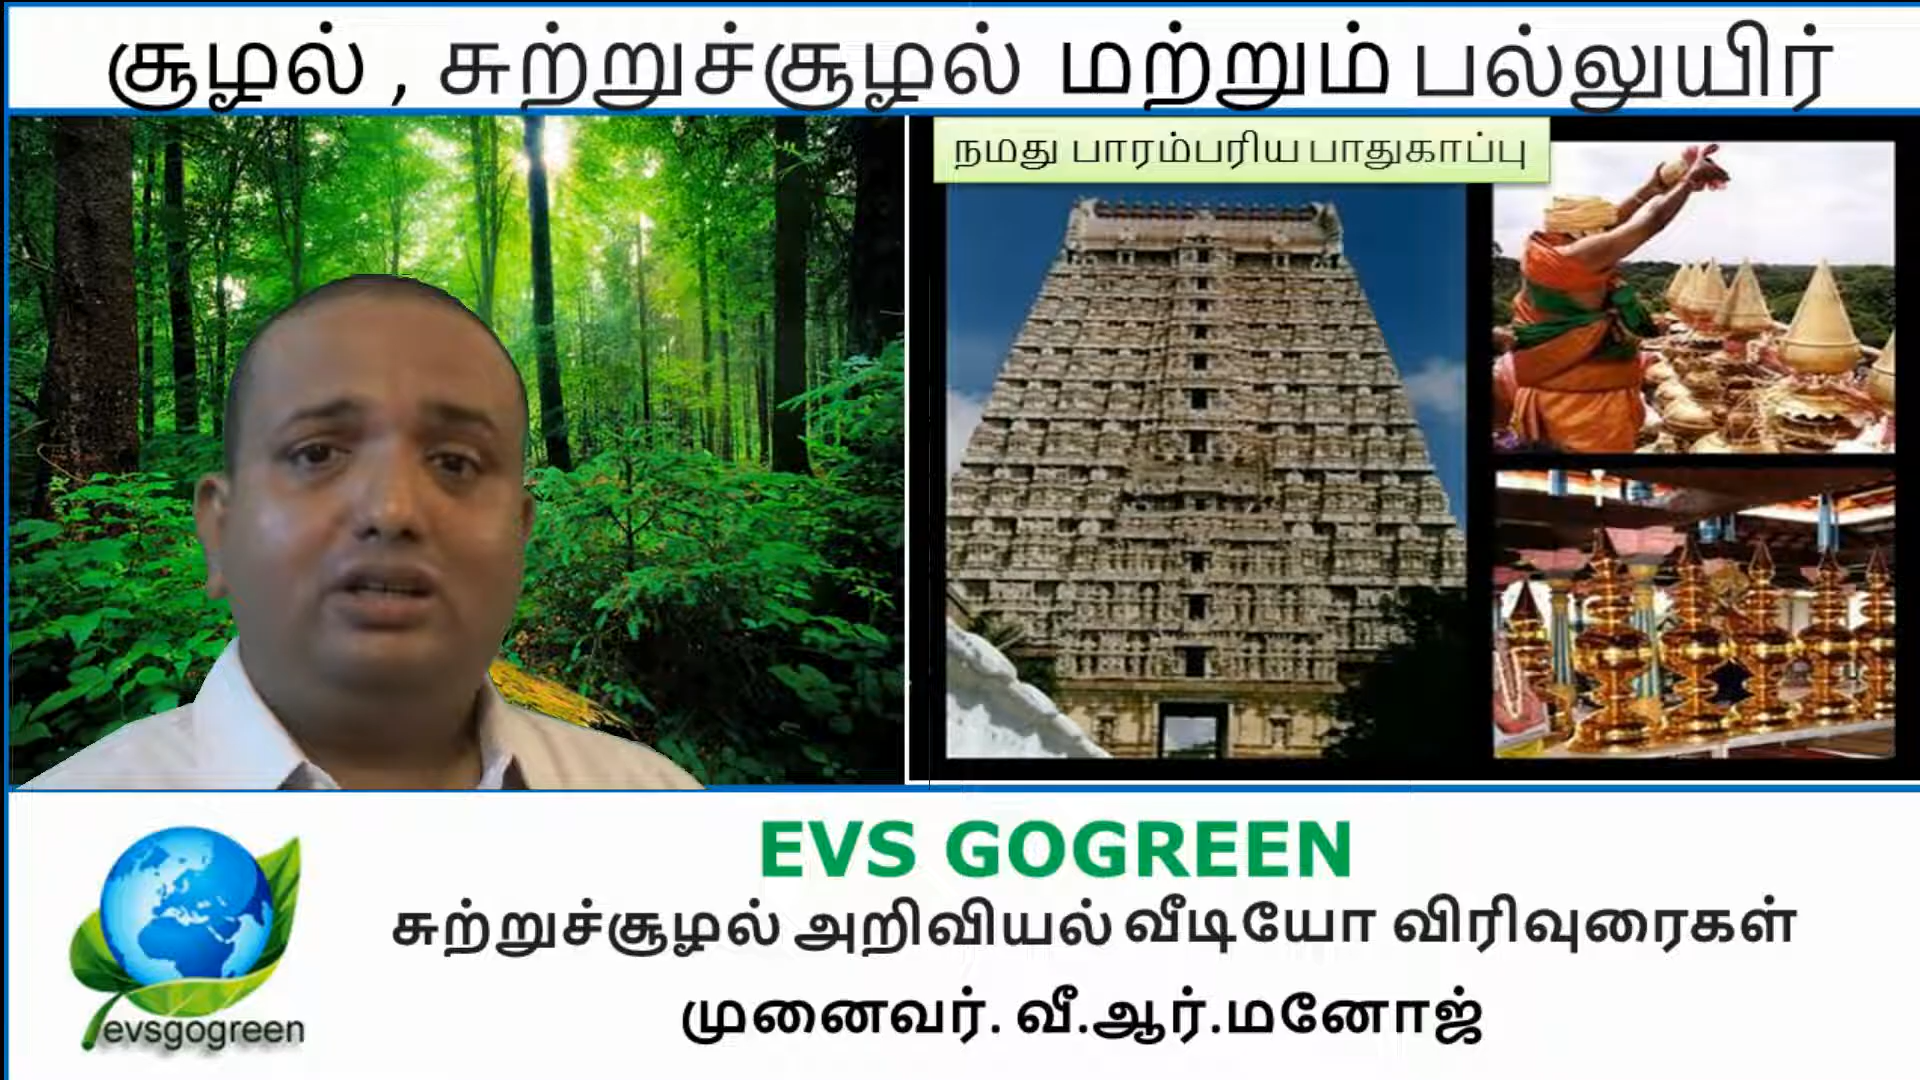 சூழல் , சுற்றுச்சூழல் மற்றும் பல்லுயிர்
நமது பாரம்பரிய பாதுகாப்பு
EVS GOGREEN
சுற்றுச்சூழல் அறிவியல் வீடியோ விரிவுரைகள்
முனைவர். வீ.ஆர்.மனோஜ்
evsgogreen